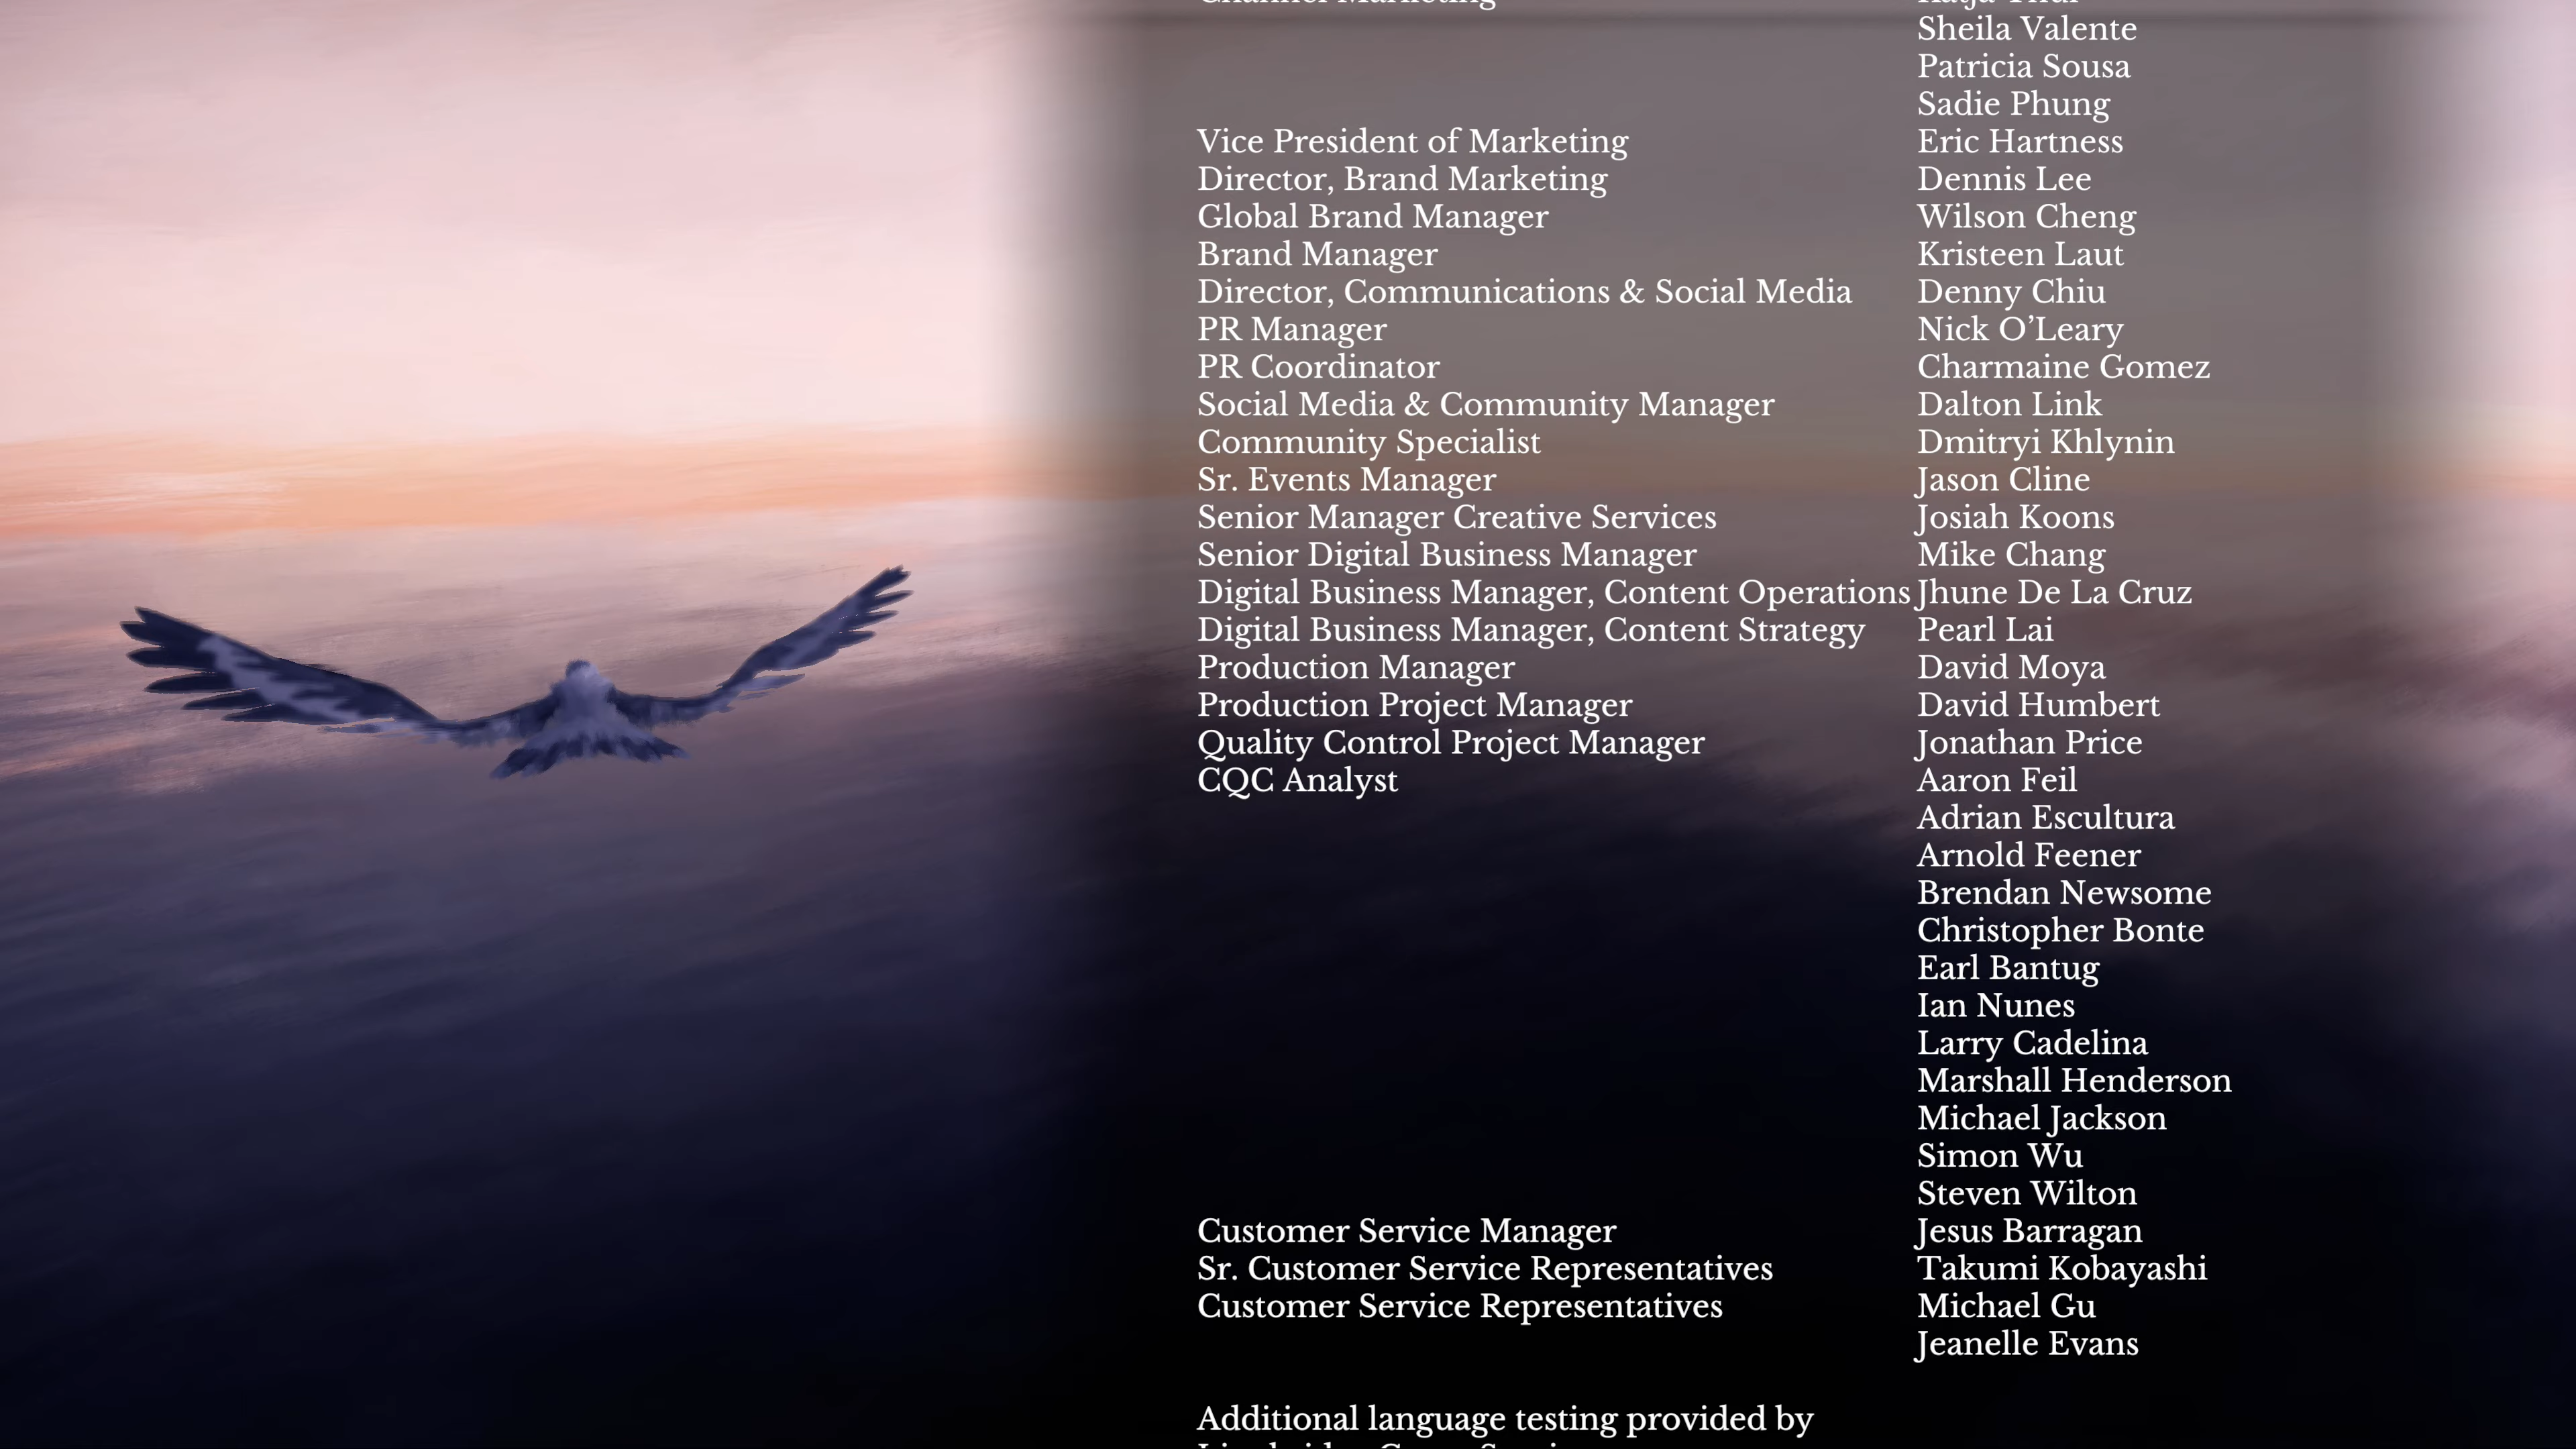 Channel Marketing Katja Thul
Sheila Valente
Patricia Sousa
Sadie Phung
Vice President of Marketing Eric Hartness
Director, Brand Marketing Dennis Lee
Global Brand Manager Wilson Cheng
Brand Manager Kristeen Laut
Director, Communications & Social Media Denny Chiu
PR Manager Nick O’Leary
PR Coordinator Charmaine Gomez
Social Media & Community Manager Dalton Link
Community Specialist Dmitryi Khlynin
Sr. Events Manager Jason Cline
Senior Manager Creative Services Josiah Koons
Senior Digital Business Manager Mike Chang
Digital Business Manager, Content Operations Jhune De La Cruz
Digital Business Manager, Content Strategy Pearl Lai
Production Manager David Moya
Production Project Manager David Humbert
Quality Control Project Manager Jonathan Price
CQC Analyst Aaron Feil
Adrian Escultura
Arnold Feener
Brendan Newsome
Christopher Bonte
Earl Bantug
Ian Nunes
Larry Cadelina
Marshall Henderson
Michael Jackson
Simon Wu
Steven Wilton
Customer Service Manager Jesus Barragan
Sr. Customer Service Representatives Takumi Kobayashi
Customer Service Representatives Michael Gu
Jeanelle Evans
Additional language testing provided by